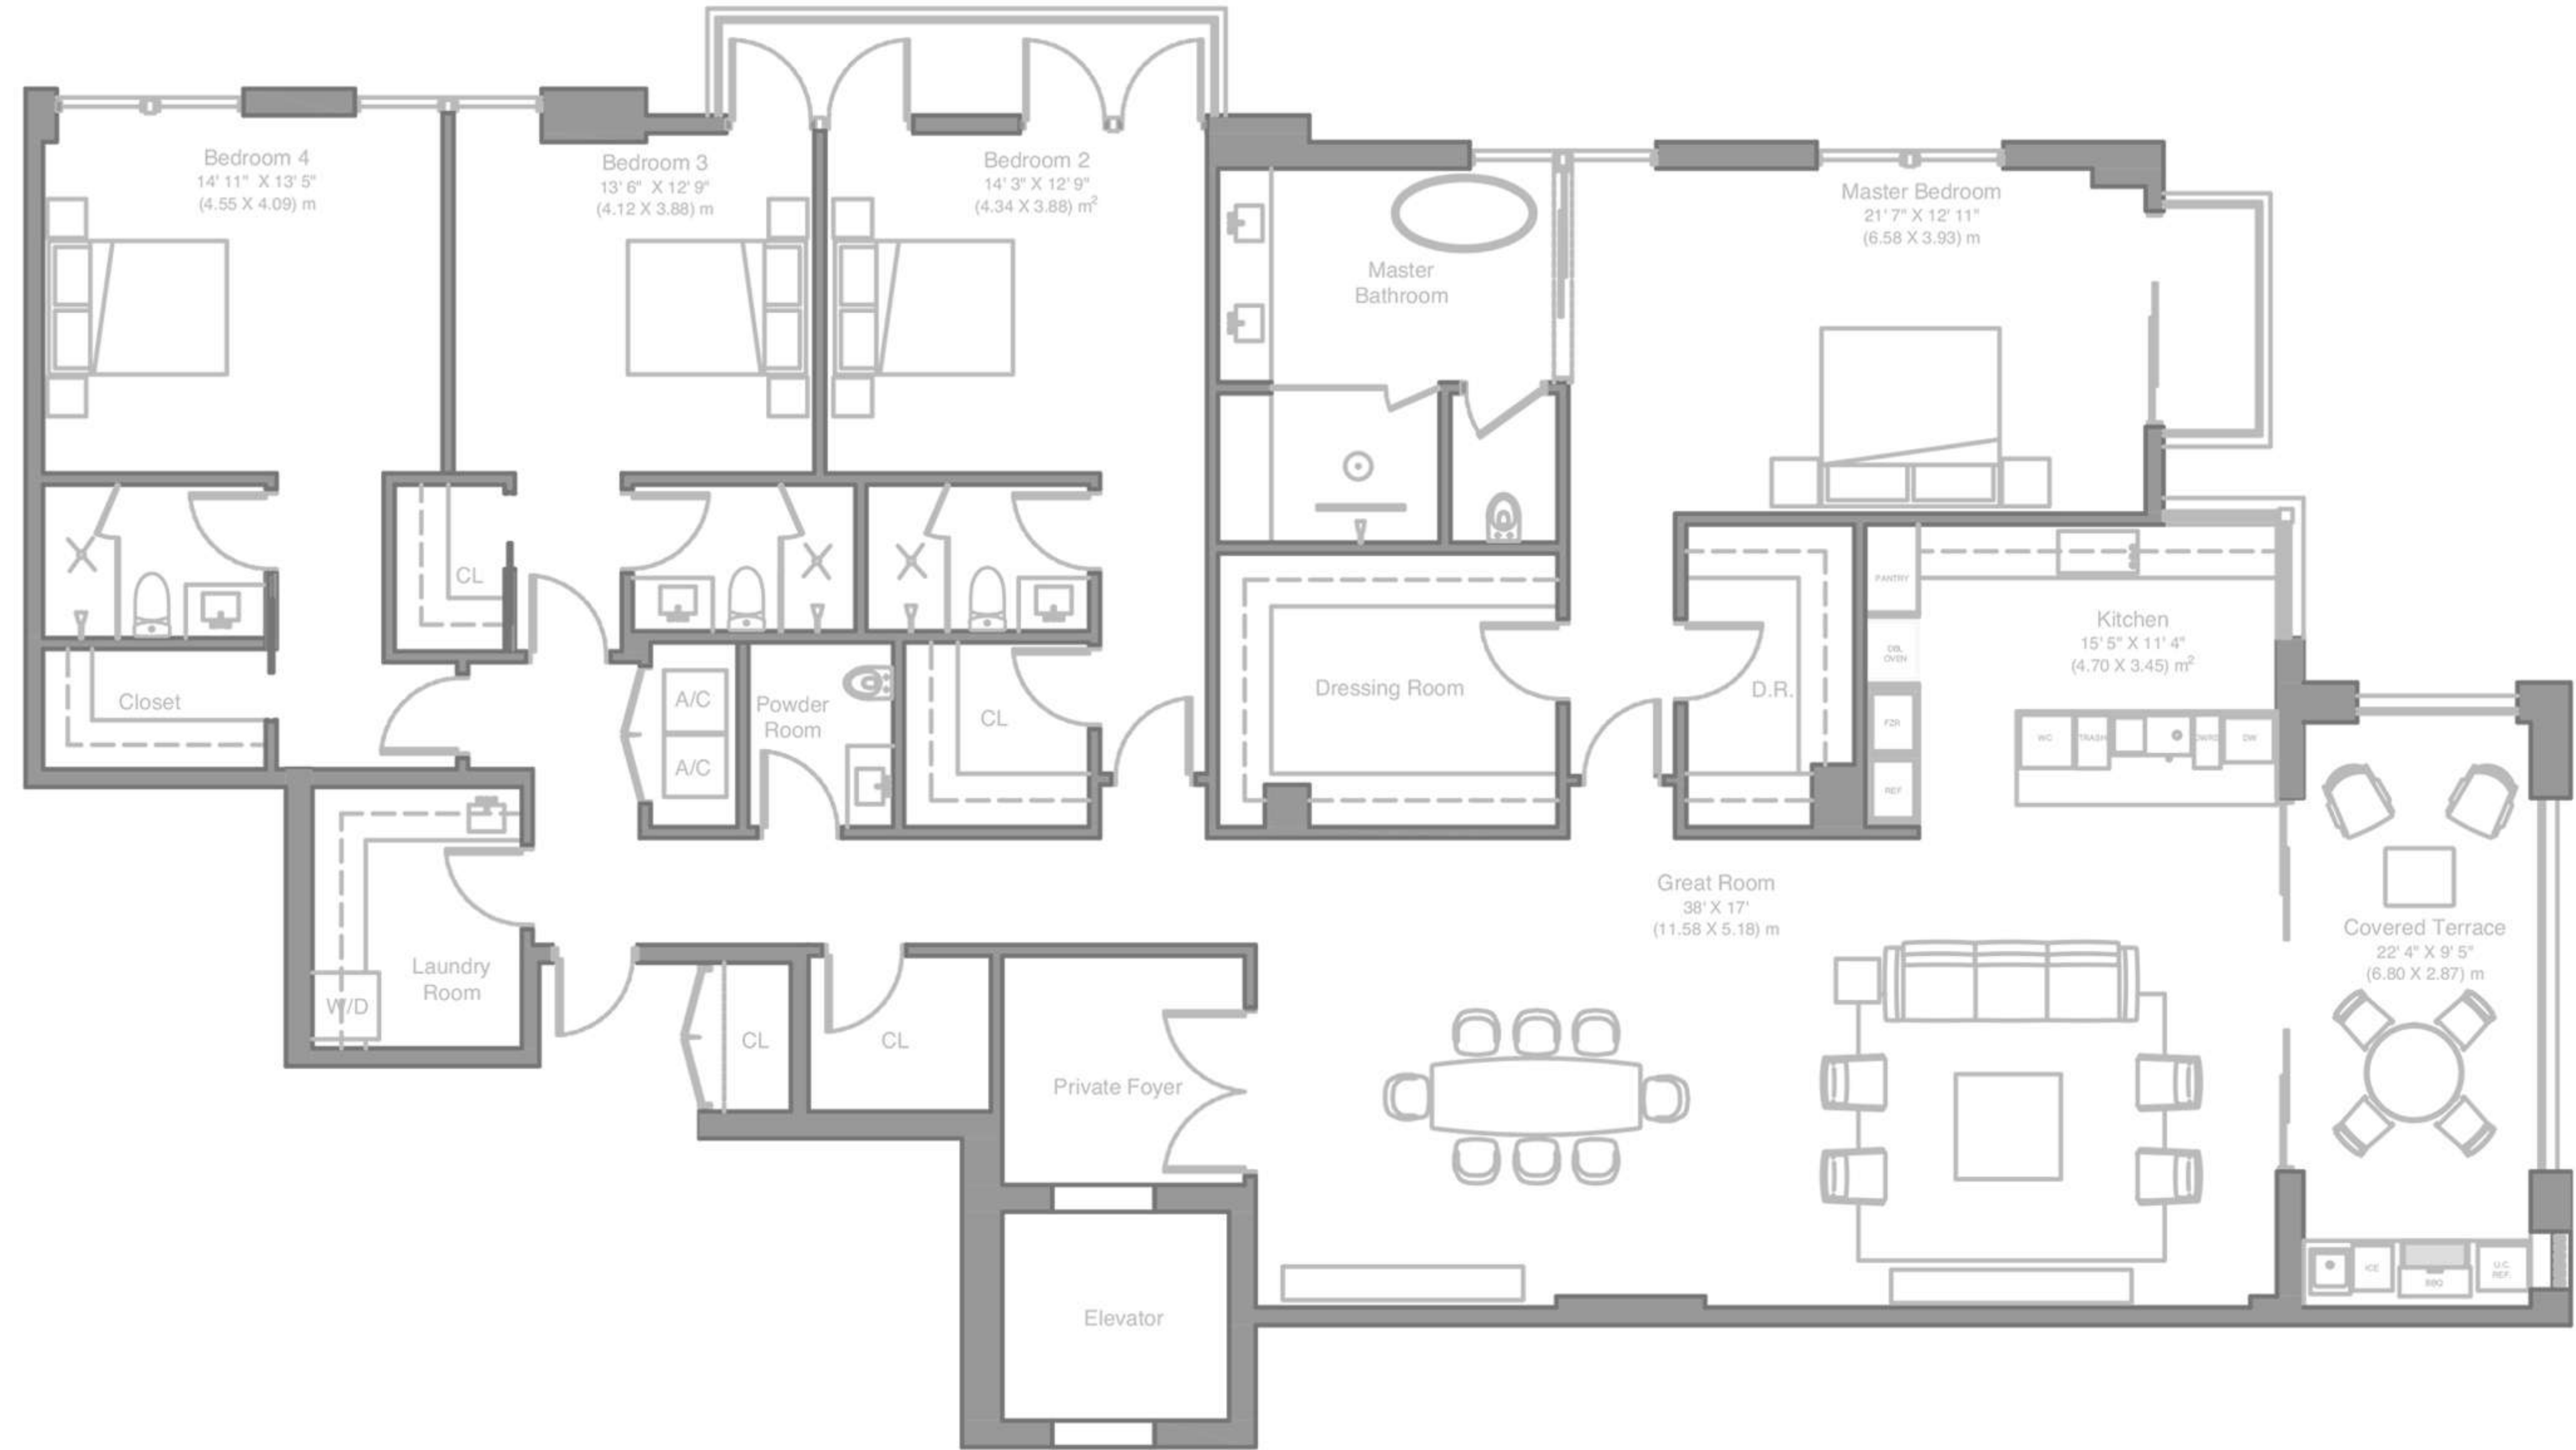 Bedroom 4
14' 11" X 13' 5"
(4.55 X 4.09) m
Bedroom 3
13' 6" X 12' 9"
(4.12 X 3.88) m
Bedroom 2
14' 3" X 12' 9"
(4.34 X 3.88) m²
Master Bedroom
21' 7" X 12' 11"
(6.58 X 3.93) m
Master
Bathroom
CL
PANTRY
Kitchen
15' 5" X 11' 4"
(4.70 X 3.45) m²
DBL
OVEN
Closet
A/C
A/C
Powder
Room
CL
Dressing Room
D.R.
FZR
REF
WC
TRASH
DW
Great Room
38' X 17'
(11.58 X 5.18) m
Covered Terrace
22' 4" X 9' 5"
(6.80 X 2.87) m
Laundry
Room
W/D
CL
CL
Private Foyer
Elevator
ICE
BBQ
U.C.
REF.